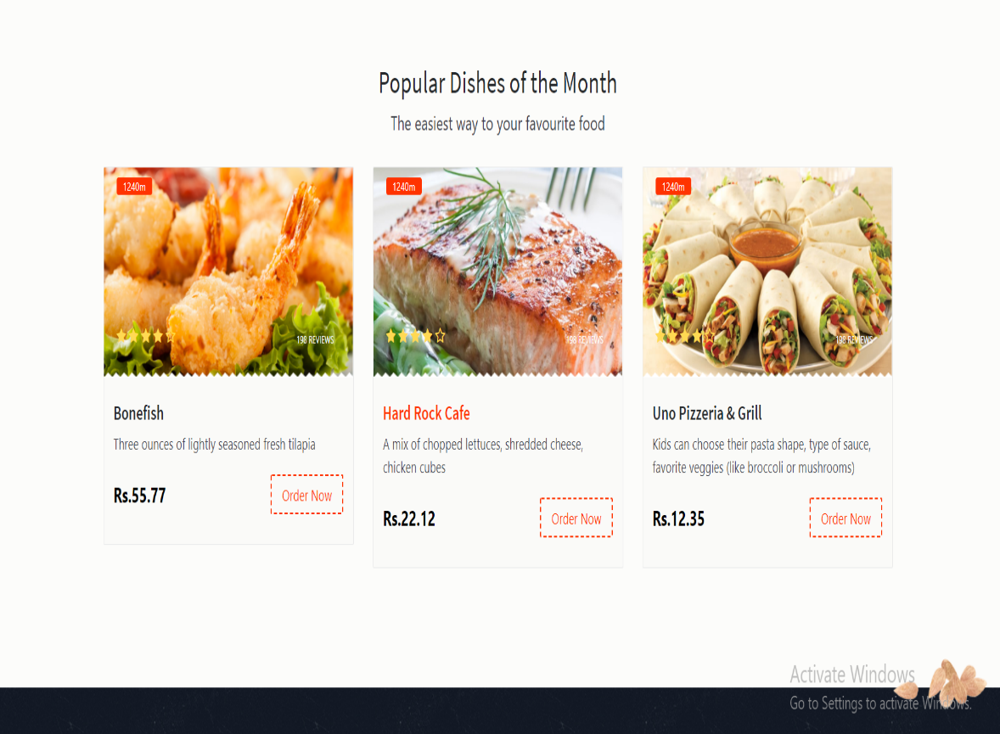 Popular Dishes of the Month
The easiest way to your favourite food
1240m
1240m
1240m
198 REVIEWS
198 REVIEWS
198 REVIEWS
Bonefish
Three ounces of lightly seasoned fresh tilapia
Rs.55.77
Order Now
Hard Rock Cafe
A mix of chopped lettuces, shredded cheese,
chicken cubes
Rs.22.12
Order Now
Uno Pizzeria & Grill
Kids can choose their pasta shape, type of sauce,
favorite veggies (like broccoli or mushrooms)
Rs.12.35
Order Now
Activate Windows
Go to Settings to activate Windows.